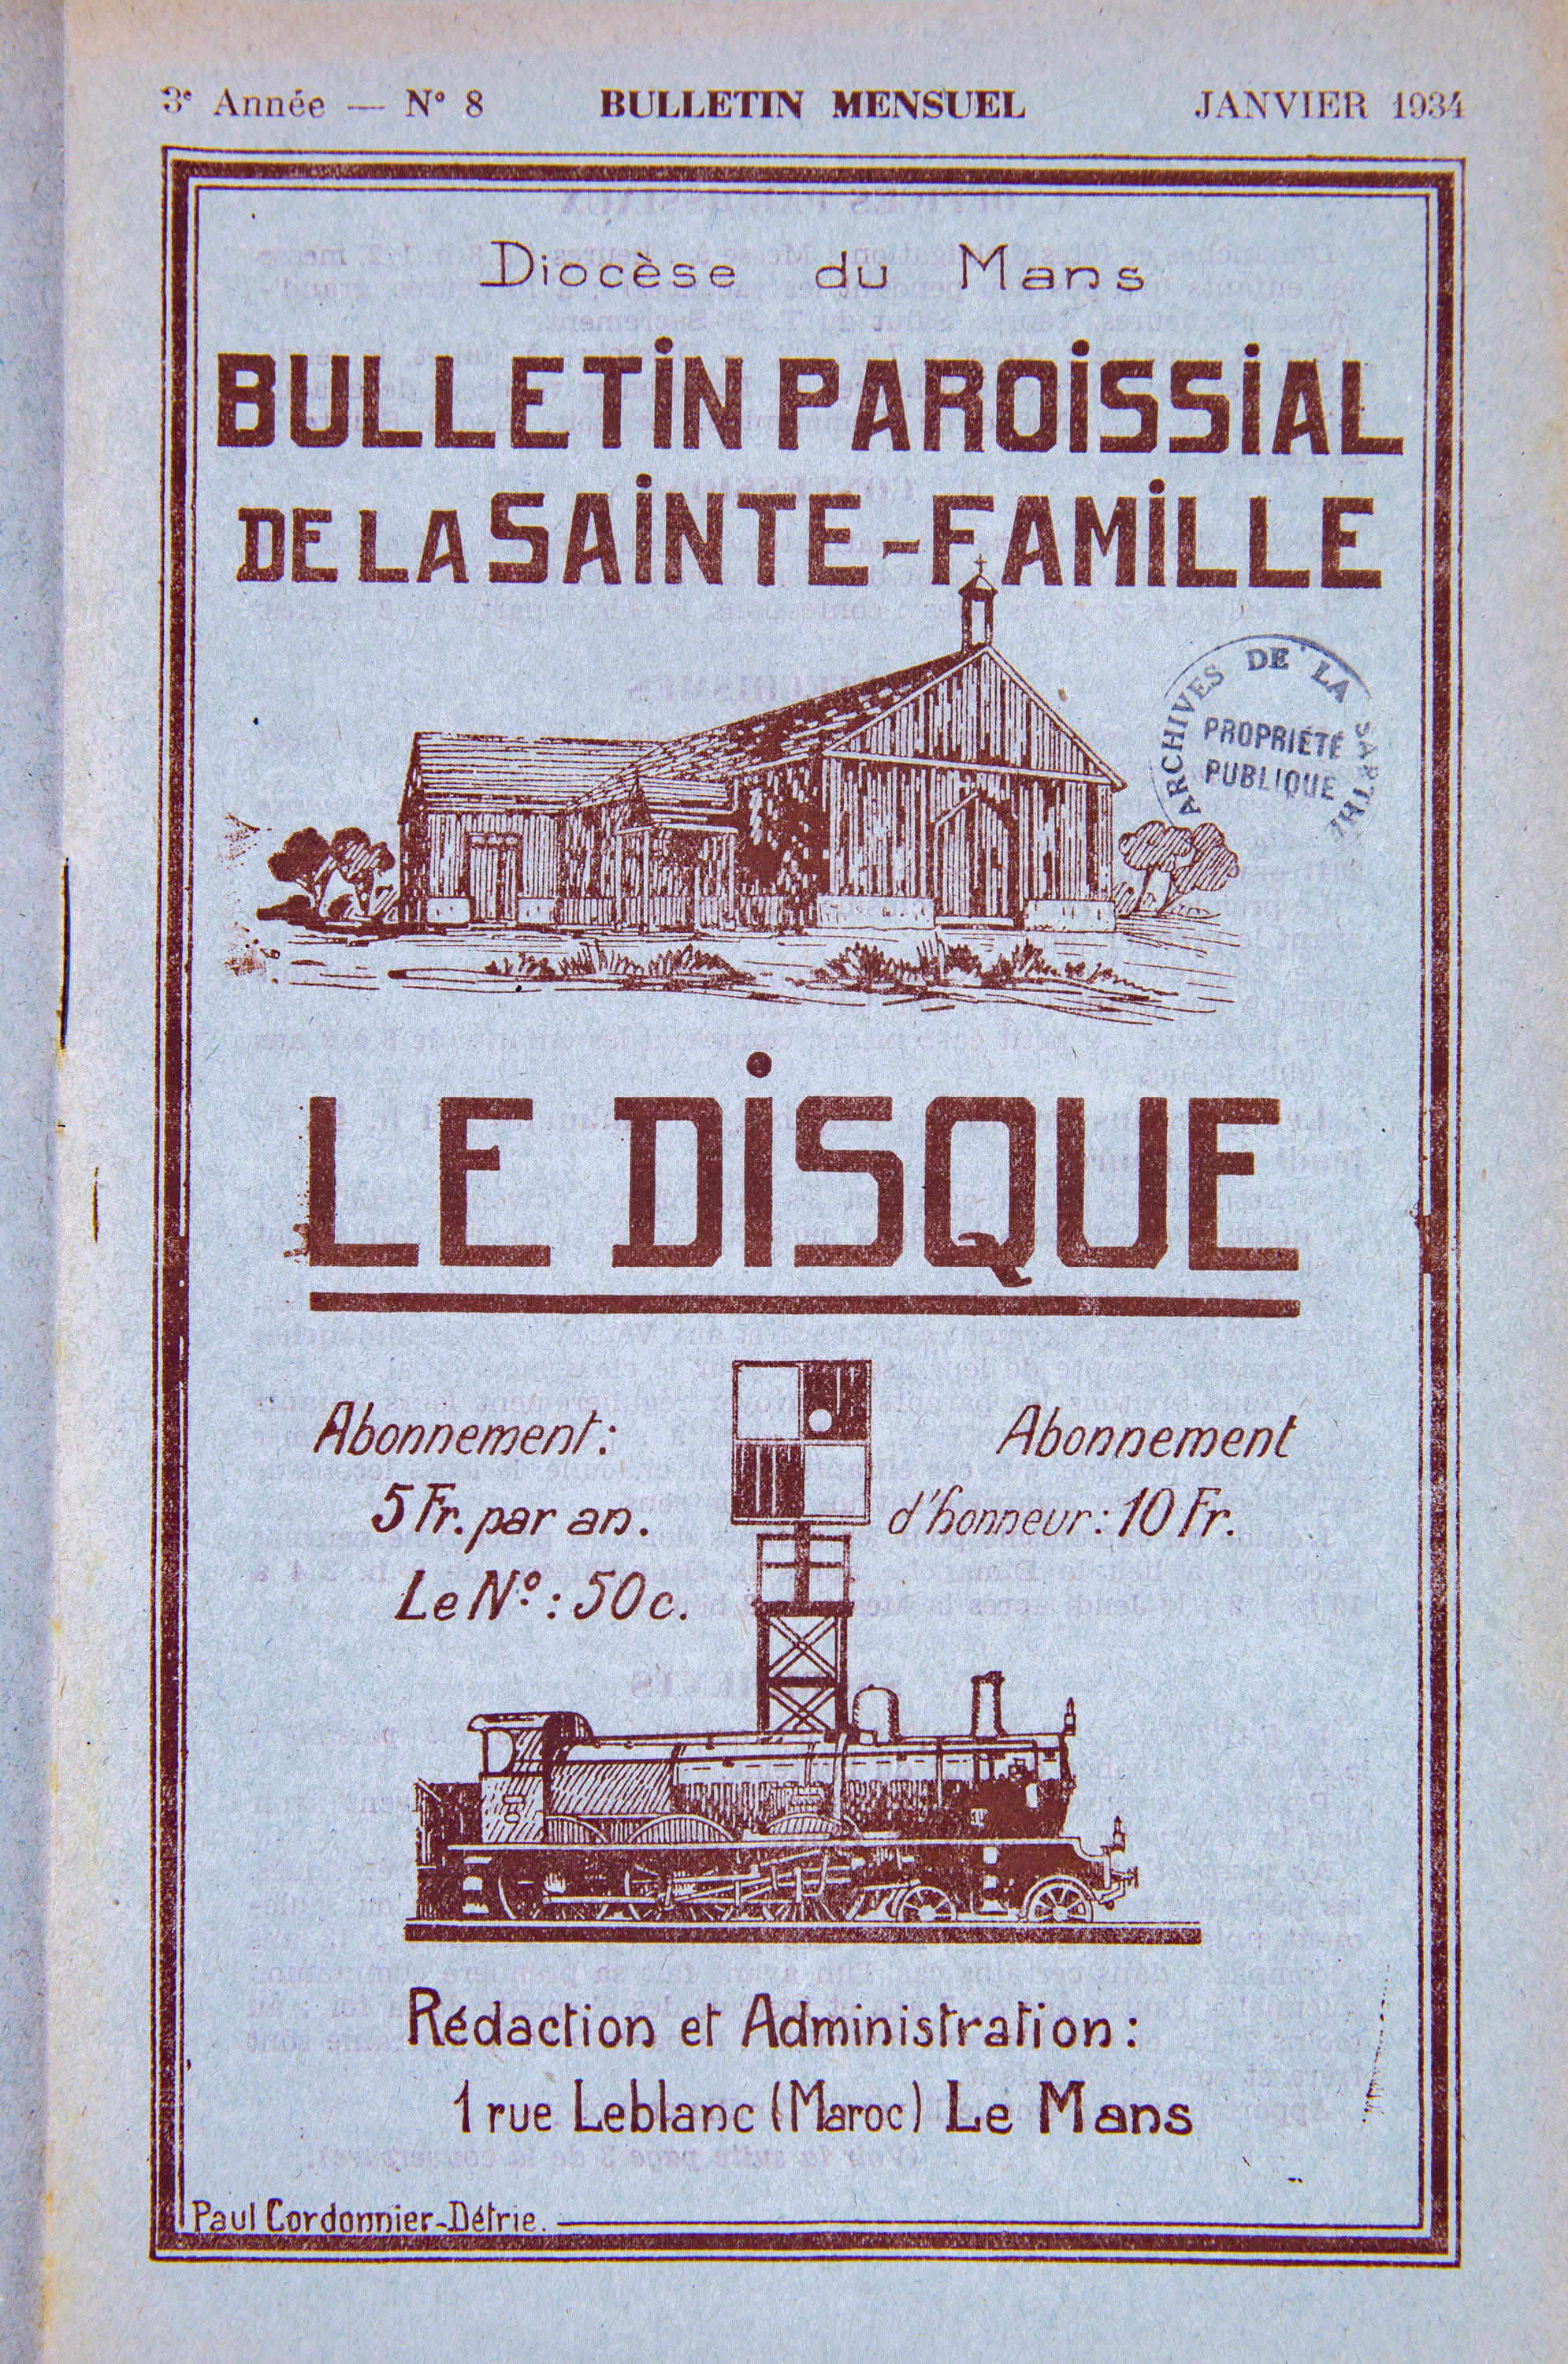 3e Année — N° 8 BULLETIN MENSUEL JANVIER 1934
Diocèse du Mans
BULLETIN PAROISSIAL
DE LA SAINTE-FAMILLE
ARCHIVES DE LA SARTHE
PROPRIÉTÉ
PUBLIQUE
LE DISQUE
Abonnement:
5 Fr. par an.
Le N°: 50 c.
Abonnement
d'honneur: 10 Fr.
Rédaction et Administration:
1 rue Leblanc (Maroc) Le Mans
Paul Cordonnier-Détrie.